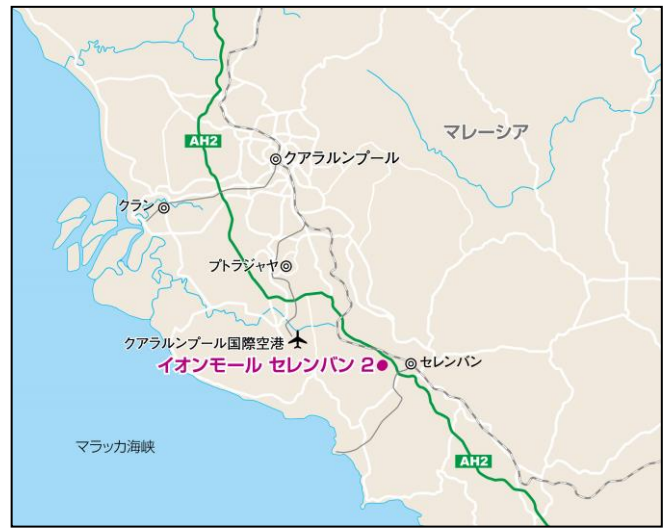 マレーシア
AH2
クアラルンプール
クラン
プトラジャヤ
クアラルンプール国際空港
イオンモール セレンバン 2
セレンバン
マラッカ海峡
AH2